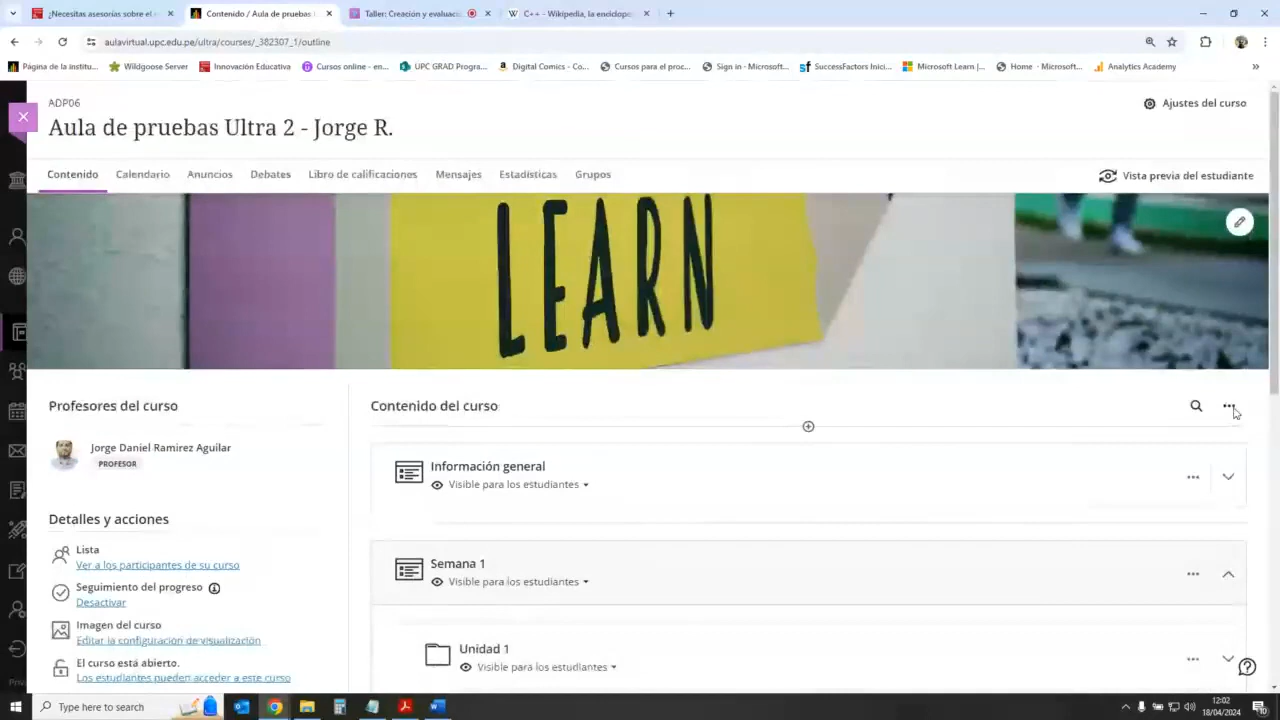 ¿Necesitas asesorías sobre el e
Contenido / Aula de pruebas
Taller: Creación y evaluac
C++ - Wikipedia, la enciclope
aulavirtual.upc.edu.pe/ultra/courses/_382307_1/outline
Página de la Institu...
Wildgoose Server
Innovación Educativa
Cursos online - en...
UPC GRAD Progra...
Digital Comics - Co...
Cursos para el proc...
Sign in - Microsoft...
SuccessFactors Inici...
Microsoft Learn |...
Home - Microsoft...
Analytics Academy
ADP06
Ajustes del curso
Aula de pruebas Ultra 2 - Jorge R.
Contenido
Calendario
Anuncios
Debates
Libro de calificaciones
Mensajes
Estadísticas
Grupos
Vista previa del estudiante
LEARN
Profesores del curso
Jorge Daniel Ramirez Aguilar
PROFESOR
Detalles y acciones
Lista
Ver a los participantes de su curso
Seguimiento del progreso
Desactivar
Imagen del curso
Editar la configuración de visualización
El curso está abierto.
Los estudiantes pueden acceder a este curso
Contenido del curso
Información general
Visible para los estudiantes
Semana 1
Visible para los estudiantes
Unidad 1
Visible para los estudiantes
Type here to search
12:02
18/04/2024